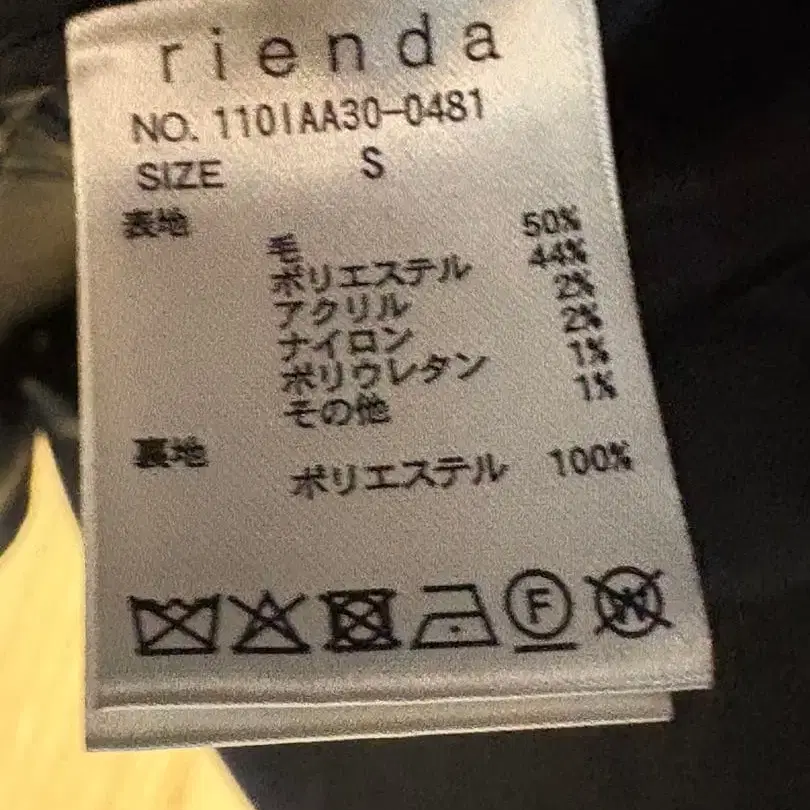 rienda
NO. 110IAA30-0481
SIZE S
表地
毛 50%
ポリエステル 44%
アクリル 2%
ナイロン 2%
ポリウレタン 1%
その他 1%
裏地
ポリエステル 100%
F W